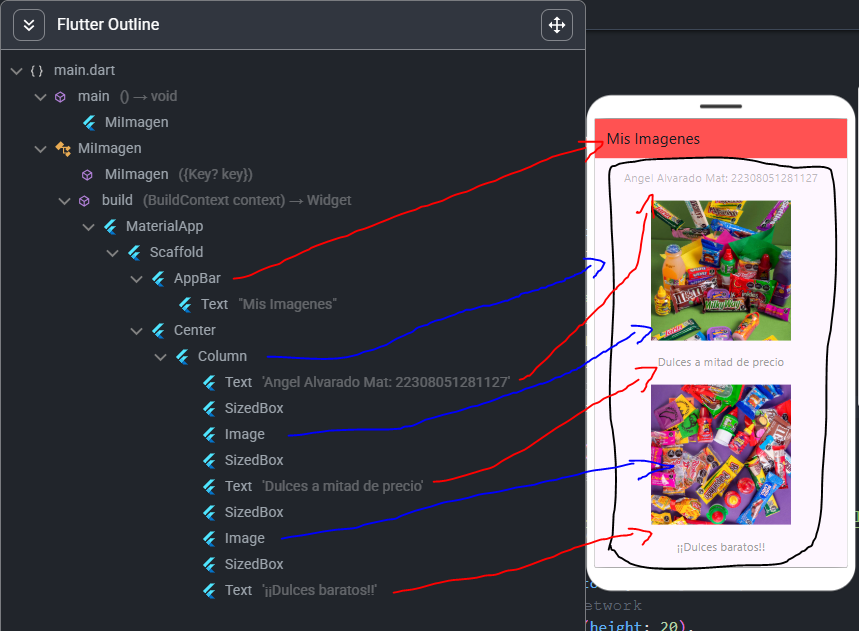 Flutter Outline
{ } main.dart
main () → void
MiImagen
MiImagen
MiImagen ({Key? key})
build (BuildContext context) → Widget
MaterialApp
Scaffold
AppBar
Text "Mis Imagenes"
Center
Column
Text 'Angel Alvarado Mat: 22308051281127'
SizedBox
Image
SizedBox
Text 'Dulces a mitad de precio'
SizedBox
Image
SizedBox
Text '¡¡Dulces baratos!!'
Mis Imagenes
Angel Alvarado Mat: 22308051281127
MilkyWay
Dulces a mitad de precio
¡¡Dulces baratos!!
etwork
(height: 20),